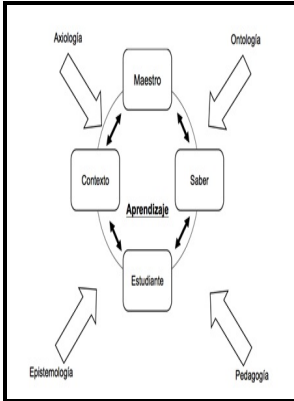 Axiología
Ontología
Maestro
Contexto
Saber
Aprendizaje
Estudiante
Epistemología
Pedagogía